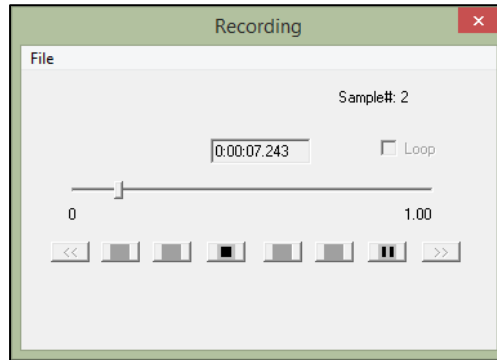 Recording
File
Sample#: 2
0:00:07.243
Loop
0
1.00
<<
>>